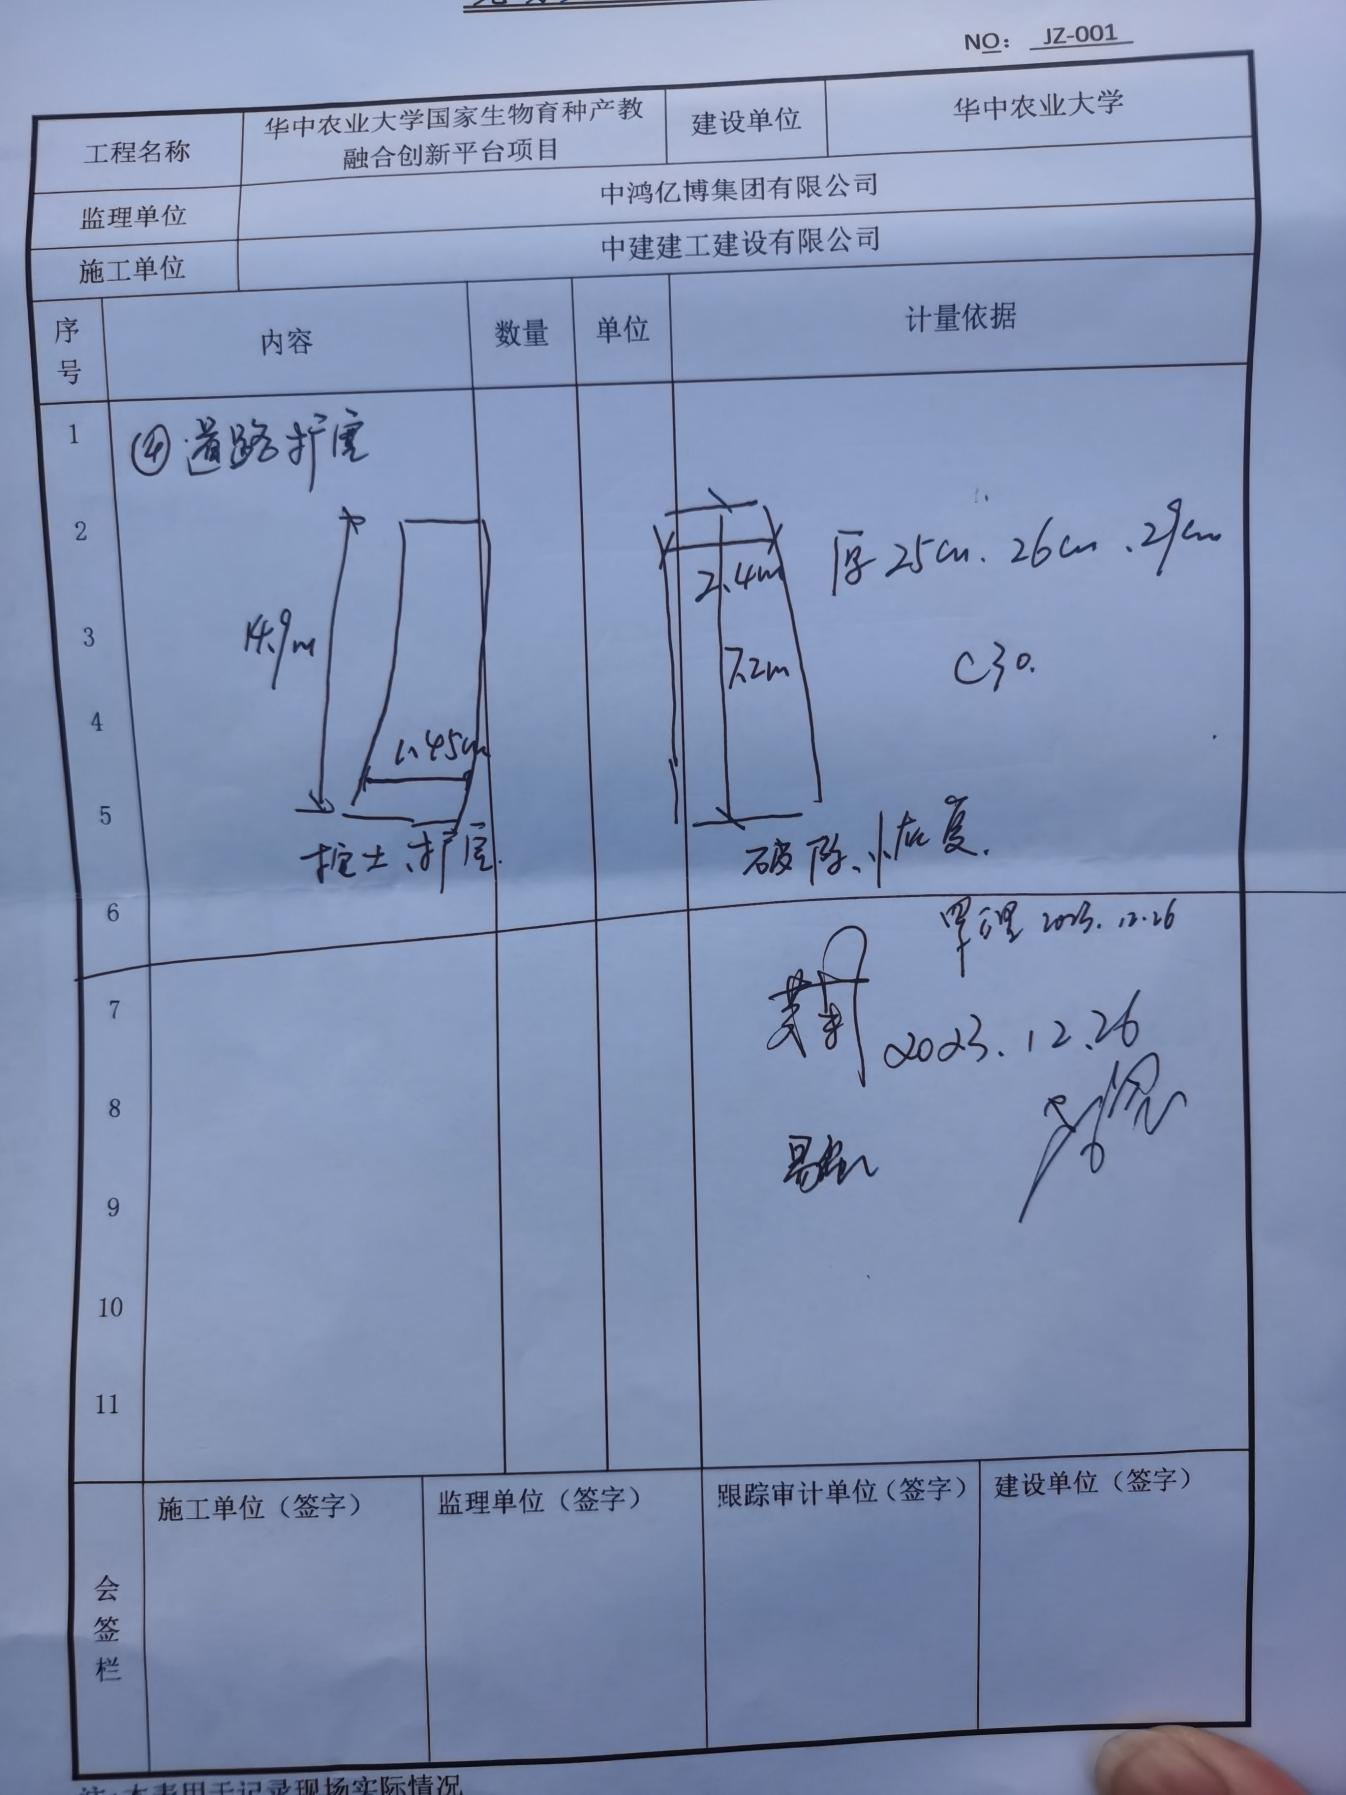 NO: JZ-001
工程名称 华中农业大学国家生物育种产教融合创新平台项目 建设单位 华中农业大学
监理单位 中鸿亿博集团有限公司
施工单位 中建建工建设有限公司
序号 内容 数量 单位 计量依据
1 ④.道路扩宽
2 厚25cm、26cm、29cm
2.4m
3 14.9m 7.2m C30.
4 1.45m
5 挖土、扩宽. 破除、恢复.
6 2023.12.26
7 2023.12.26
8
9
10
11
会签栏 施工单位（签字） 监理单位（签字） 跟踪审计单位（签字） 建设单位（签字）
注:本表用于记录现场实际情况